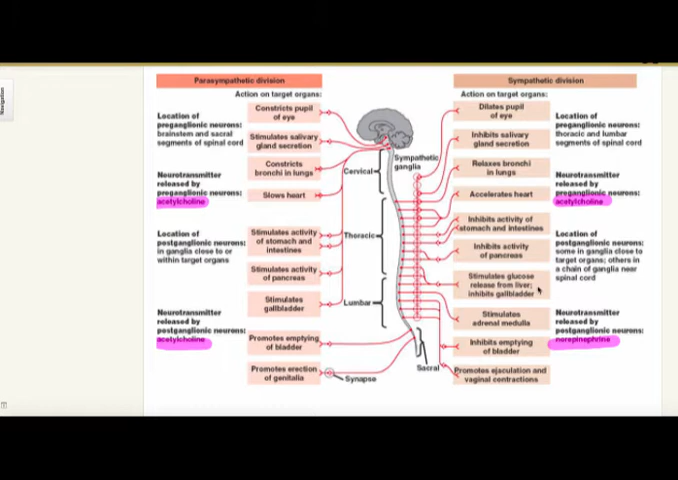 Navigation
Parasympathetic division
Sympathetic division
Action on target organs:
Action on target organs:
Location of
preganglionic neurons:
brainstem and sacral
segments of spinal cord
Neurotransmitter
released by
preganglionic neurons:
acetylcholine
Location of
postganglionic neurons:
in ganglia close to or
within target organs
Neurotransmitter
released by
postganglionic neurons:
acetylcholine
Constricts pupil
of eye
Stimulates salivary
gland secretion
Constricts
bronchi in lungs
Slows heart
Stimulates activity
of stomach and
intestines
Stimulates activity
of pancreas
Stimulates
gallbladder
Promotes emptying
of bladder
Promotes erection
of genitalia
Cervical
Thoracic
Lumbar
Synapse
Sympathetic
ganglia
Sacral
Dilates pupil
of eye
Inhibits salivary
gland secretion
Relaxes bronchi
in lungs
Accelerates heart
Inhibits activity of
stomach and intestines
Inhibits activity
of pancreas
Stimulates glucose
release from liver;
inhibits gallbladder
Stimulates
adrenal medulla
Inhibits emptying
of bladder
Promotes ejaculation and
vaginal contractions
Location of
preganglionic neurons:
thoracic and lumbar
segments of spinal cord
Neurotransmitter
released by
preganglionic neurons:
acetylcholine
Location of
postganglionic neurons:
some in ganglia close to
target organs; others in
a chain of ganglia near
spinal cord
Neurotransmitter
released by
postganglionic neurons:
norepinephrine